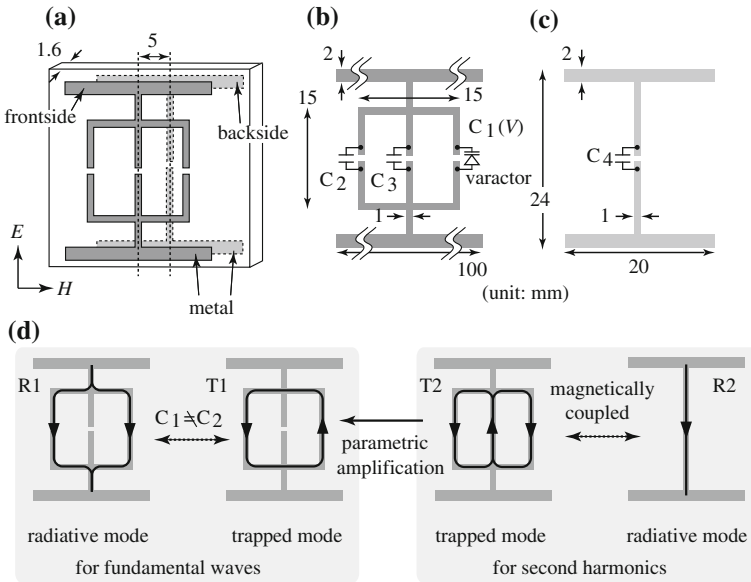 (a)
1.6
5
frontside
backside
E
H
metal
(b)
2
15
15
C1(V)
C2
C3
varactor
1
100
(c)
2
C4
24
1
20
(unit: mm)
(d)
R1
C1≠C2
T1
parametric
amplification
T2
magnetically
coupled
R2
radiative mode
trapped mode
trapped mode
radiative mode
for fundamental waves
for second harmonics